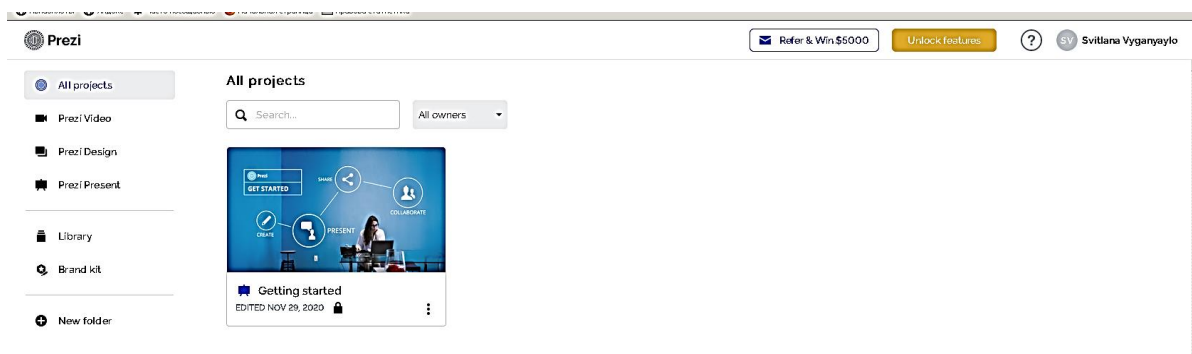 Prezi
Refer & Win $5000
Unlock features
?
SV
Svitlana Vyganyaylo
All projects
Prezi Video
Prezi Design
Prezi Present
Library
Brand kit
New folder
All projects
Search...
All owners
Prezi
GET STARTED
SHARE
COLLABORATE
CREATE
PRESENT
Getting started
EDITED NOV 29, 2020